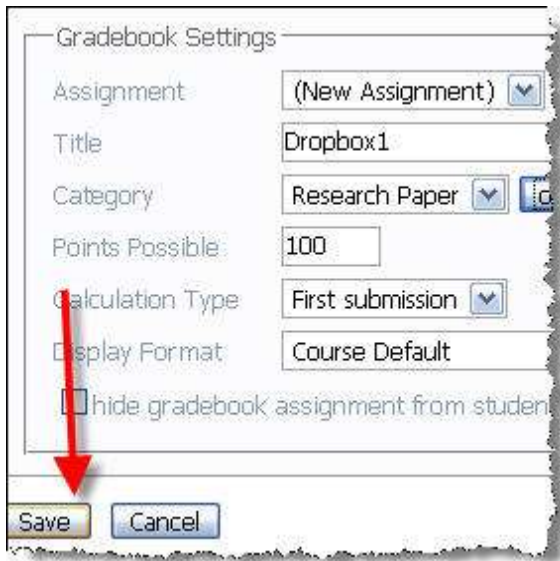 Gradebook Settings
Assignment (New Assignment)
Title Dropbox1
Category Research Paper
Points Possible 100
Calculation Type First submission
Display Format Course Default
hide gradebook assignment from
Save Cancel